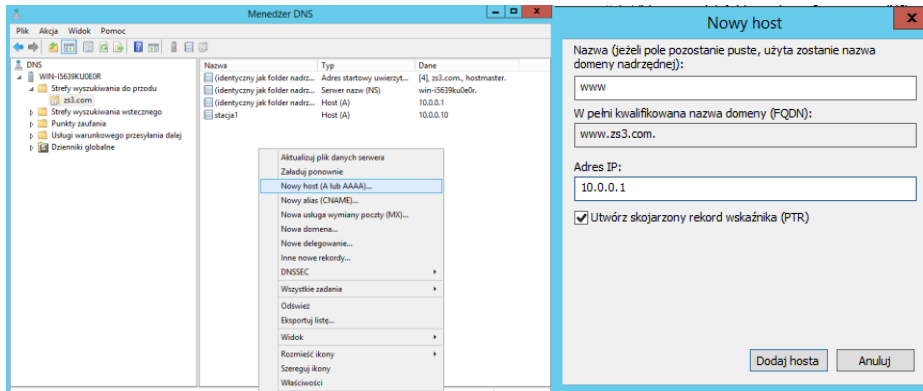 Menedżer DNS
Plik Akcja Widok Pomoc
DNS
WIN-I5639KU0E0R
Strefy wyszukiwania do przodu
zs3.com
Strefy wyszukiwania wstecznego
Punkty zaufania
Usługi warunkowego przesyłania dalej
Dzienniki globalne
Nazwa Typ Dane
(identyczny jak folder nadrz... Adres startowy uwierzyt... [4], zs3.com., hostmaster.
(identyczny jak folder nadrz... Serwer nazw (NS) win-i5639ku0e0r.
(identyczny jak folder nadrz... Host (A) 10.0.0.1
stacja1 Host (A) 10.0.0.10
Aktualizuj plik danych serwera
Załaduj ponownie
Nowy host (A lub AAAA)...
Nowy alias (CNAME)...
Nowa usługa wymiany poczty (MX)...
Nowa domena...
Nowe delegowanie...
Inne nowe rekordy...
DNSSEC
Wszystkie zadania
Odśwież
Eksportuj listę...
Widok
Rozmieść ikony
Szereguj ikony
Właściwości
Nowy host
Nazwa (jeżeli pole pozostanie puste, użyta zostanie nazwa
domeny nadrzędnej):
www
W pełni kwalifikowana nazwa domeny (FQDN):
www.zs3.com.
Adres IP:
10.0.0.1
Utwórz skojarzony rekord wskaźnika (PTR)
Dodaj hosta Anuluj